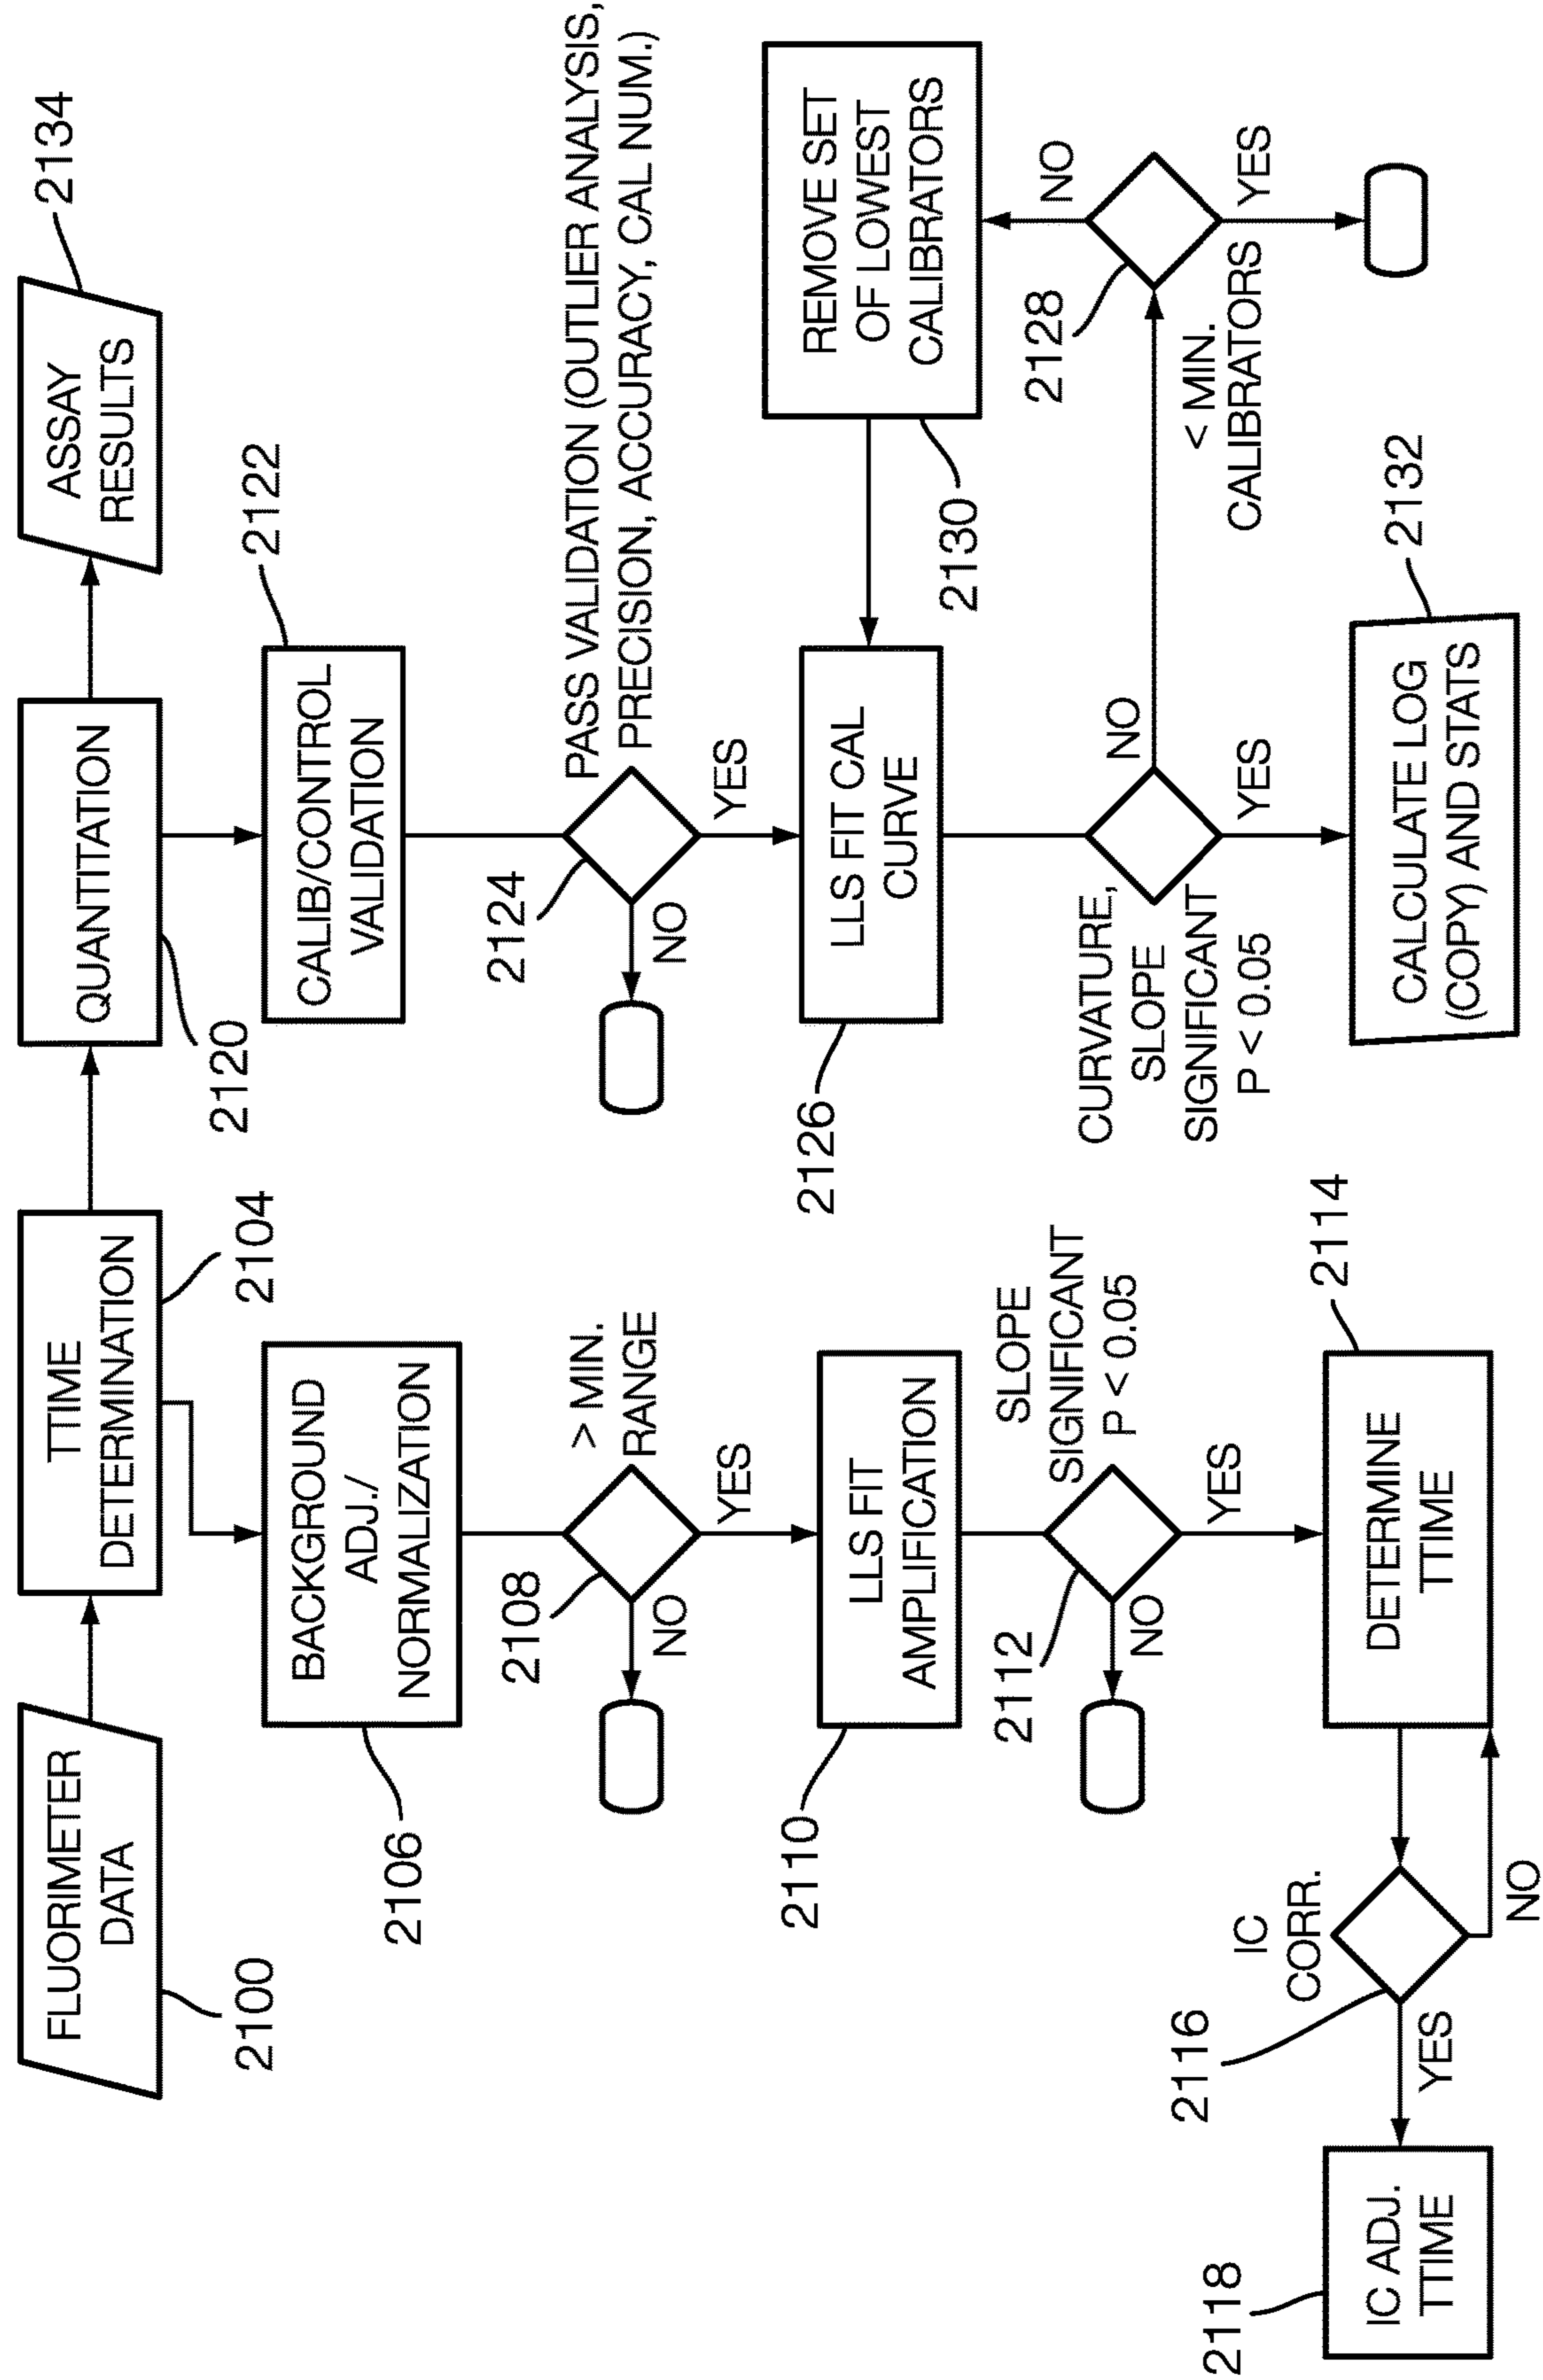 FLUORIMETER
DATA
2100
TTIME
DETERMINATION
2104
QUANTITATION
2120
ASSAY
RESULTS
2134
BACKGROUND
ADJ./
NORMALIZATION
2106
> MIN.
RANGE
2108
NO
YES
LLS FIT
AMPLIFICATION
2110
SLOPE
SIGNIFICANT
P < 0.05
2112
NO
YES
DETERMINE
TTIME
2114
IC
CORR.
2116
YES
NO
IC ADJ.
TTIME
2118
CALIB/CONTROL
VALIDATION
2122
PASS VALIDATION (OUTLIER ANALYSIS,
PRECISION, ACCURACY, CAL NUM.)
2124
NO
YES
LLS FIT CAL
CURVE
2126
CURVATURE,
SLOPE
SIGNIFICANT
P < 0.05
NO
YES
2128
< MIN.
CALIBRATORS
NO
YES
REMOVE SET
OF LOWEST
CALIBRATORS
2130
CALCULATE LOG
(COPY) AND STATS
2132